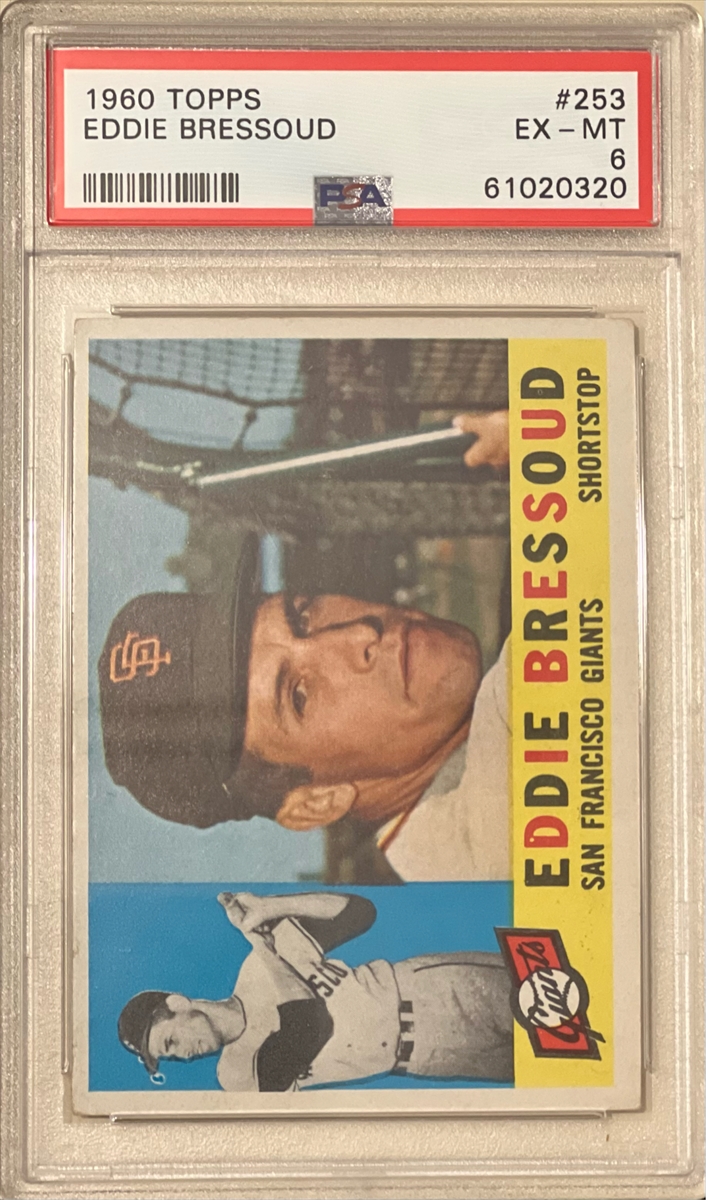 1960 TOPPS #253
EDDIE BRESSOUD EX - MT
6
61020320
PSA
EDDIE BRESSOUD
SAN FRANCISCO GIANTS SHORTSTOP
Giants
SF